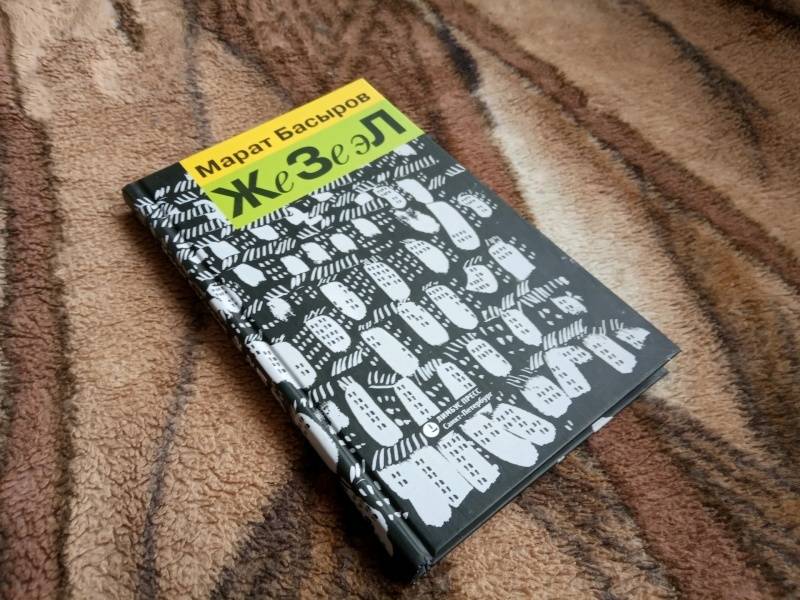 Марат Басыров
ЖеЗеэЛ
ЛИМБУС ПРЕСС
Санкт-Петербург